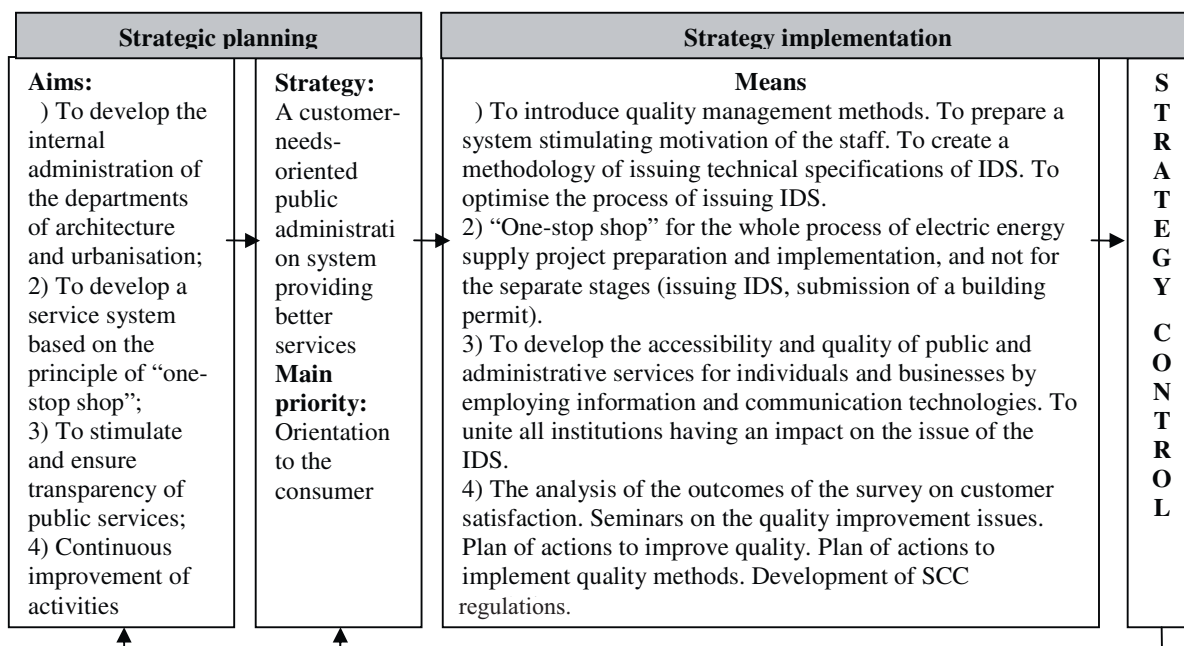 Strategic planning
Strategy implementation
Aims:
) To develop the
internal
administration of
the departments
of architecture
and urbanisation;
2) To develop a
service system
based on the
principle of “one-
stop shop”;
3) To stimulate
and ensure
transparency of
public services;
4) Continuous
improvement of
activities
Strategy:
A customer-
needs-
oriented
public
administrati
on system
providing
better
services
Main
priority:
Orientation
to the
consumer
Means
) To introduce quality management methods. To prepare a
system stimulating motivation of the staff. To create a
methodology of issuing technical specifications of IDS. To
optimise the process of issuing IDS.
2) “One-stop shop” for the whole process of electric energy
supply project preparation and implementation, and not for
the separate stages (issuing IDS, submission of a building
permit).
3) To develop the accessibility and quality of public and
administrative services for individuals and businesses by
employing information and communication technologies. To
unite all institutions having an impact on the issue of the
IDS.
4) The analysis of the outcomes of the survey on customer
satisfaction. Seminars on the quality improvement issues.
Plan of actions to improve quality. Plan of actions to
implement quality methods. Development of SCC
regulations.
S
T
R
A
T
E
G
Y
C
O
N
T
R
O
L